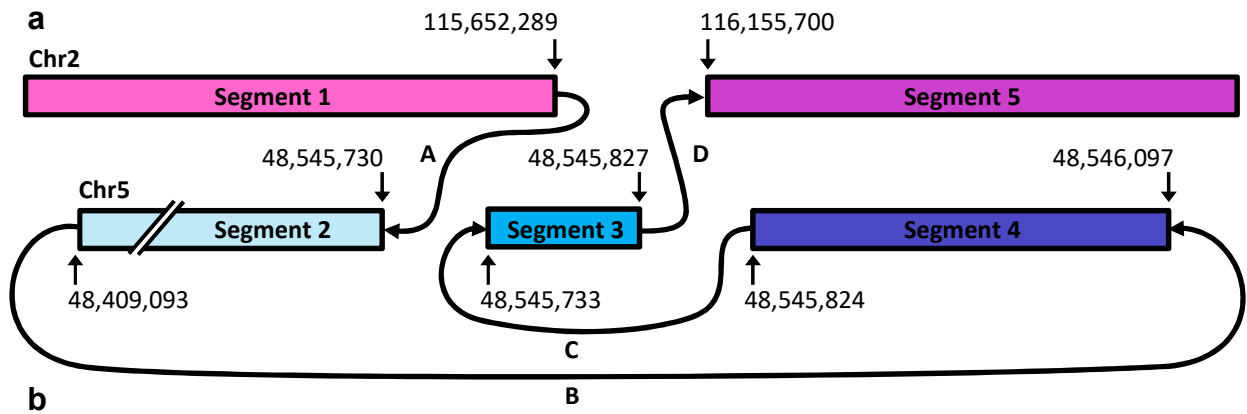 a
115,652,289 116,155,700
Chr2
Segment 1 Segment 5
A D
48,545,730 48,545,827 48,546,097
Chr5
Segment 2 Segment 3 Segment 4
48,409,093 48,545,733 48,545,824
C
B
b